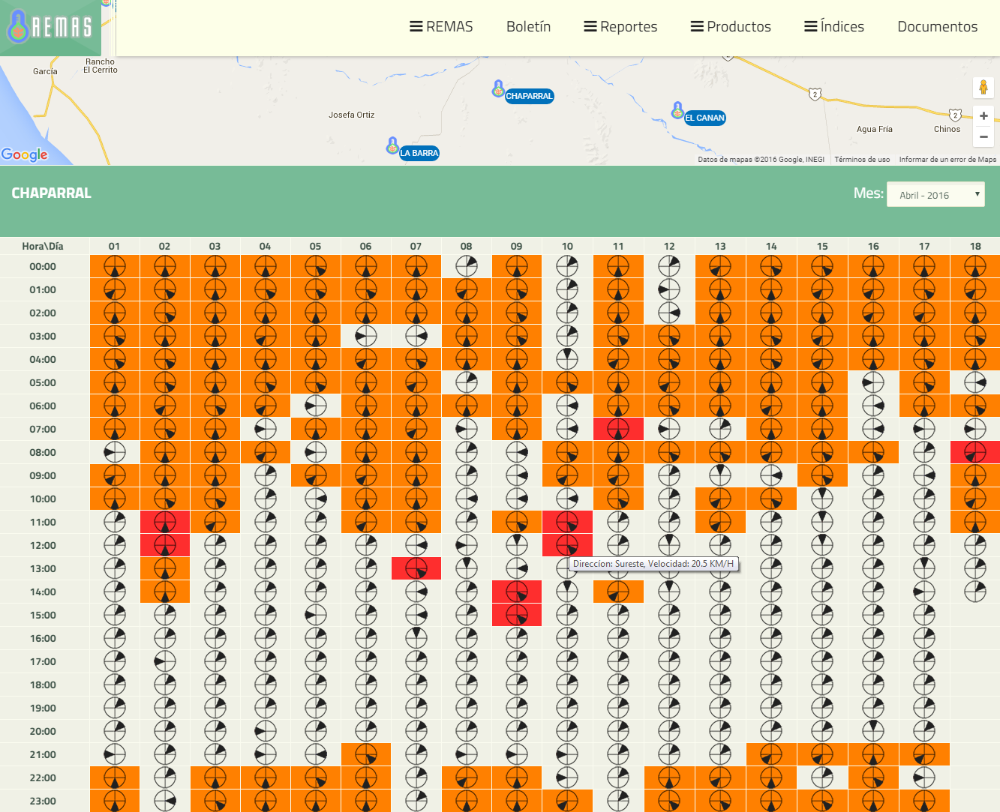 REMAS
REMAS Boletín Reportes Productos Índices Documentos
Rancho
El Cerrito
García
CHAPARRAL
2
2
Josefa Ortiz
EL CANAN
Agua Fría
Chinos
LA BARRA
Google
Datos de mapas ©2016 Google, INEGI Términos de uso Informar de un error de Maps
CHAPARRAL
Mes: Abril - 2016
Hora\Día 01 02 03 04 05 06 07 08 09 10 11 12 13 14 15 16 17 18
00:00
01:00
02:00
03:00
04:00
05:00
06:00
07:00
08:00
09:00
10:00
11:00
12:00
Direccíon: Sureste, Velocidad: 20.5 KM/H
13:00
14:00
15:00
16:00
17:00
18:00
19:00
20:00
21:00
22:00
23:00